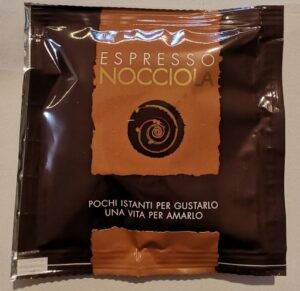 ESPRESSO
NOCCIOLA
POCHI ISTANTI PER GUSTARLO
UNA VITA PER AMARLO